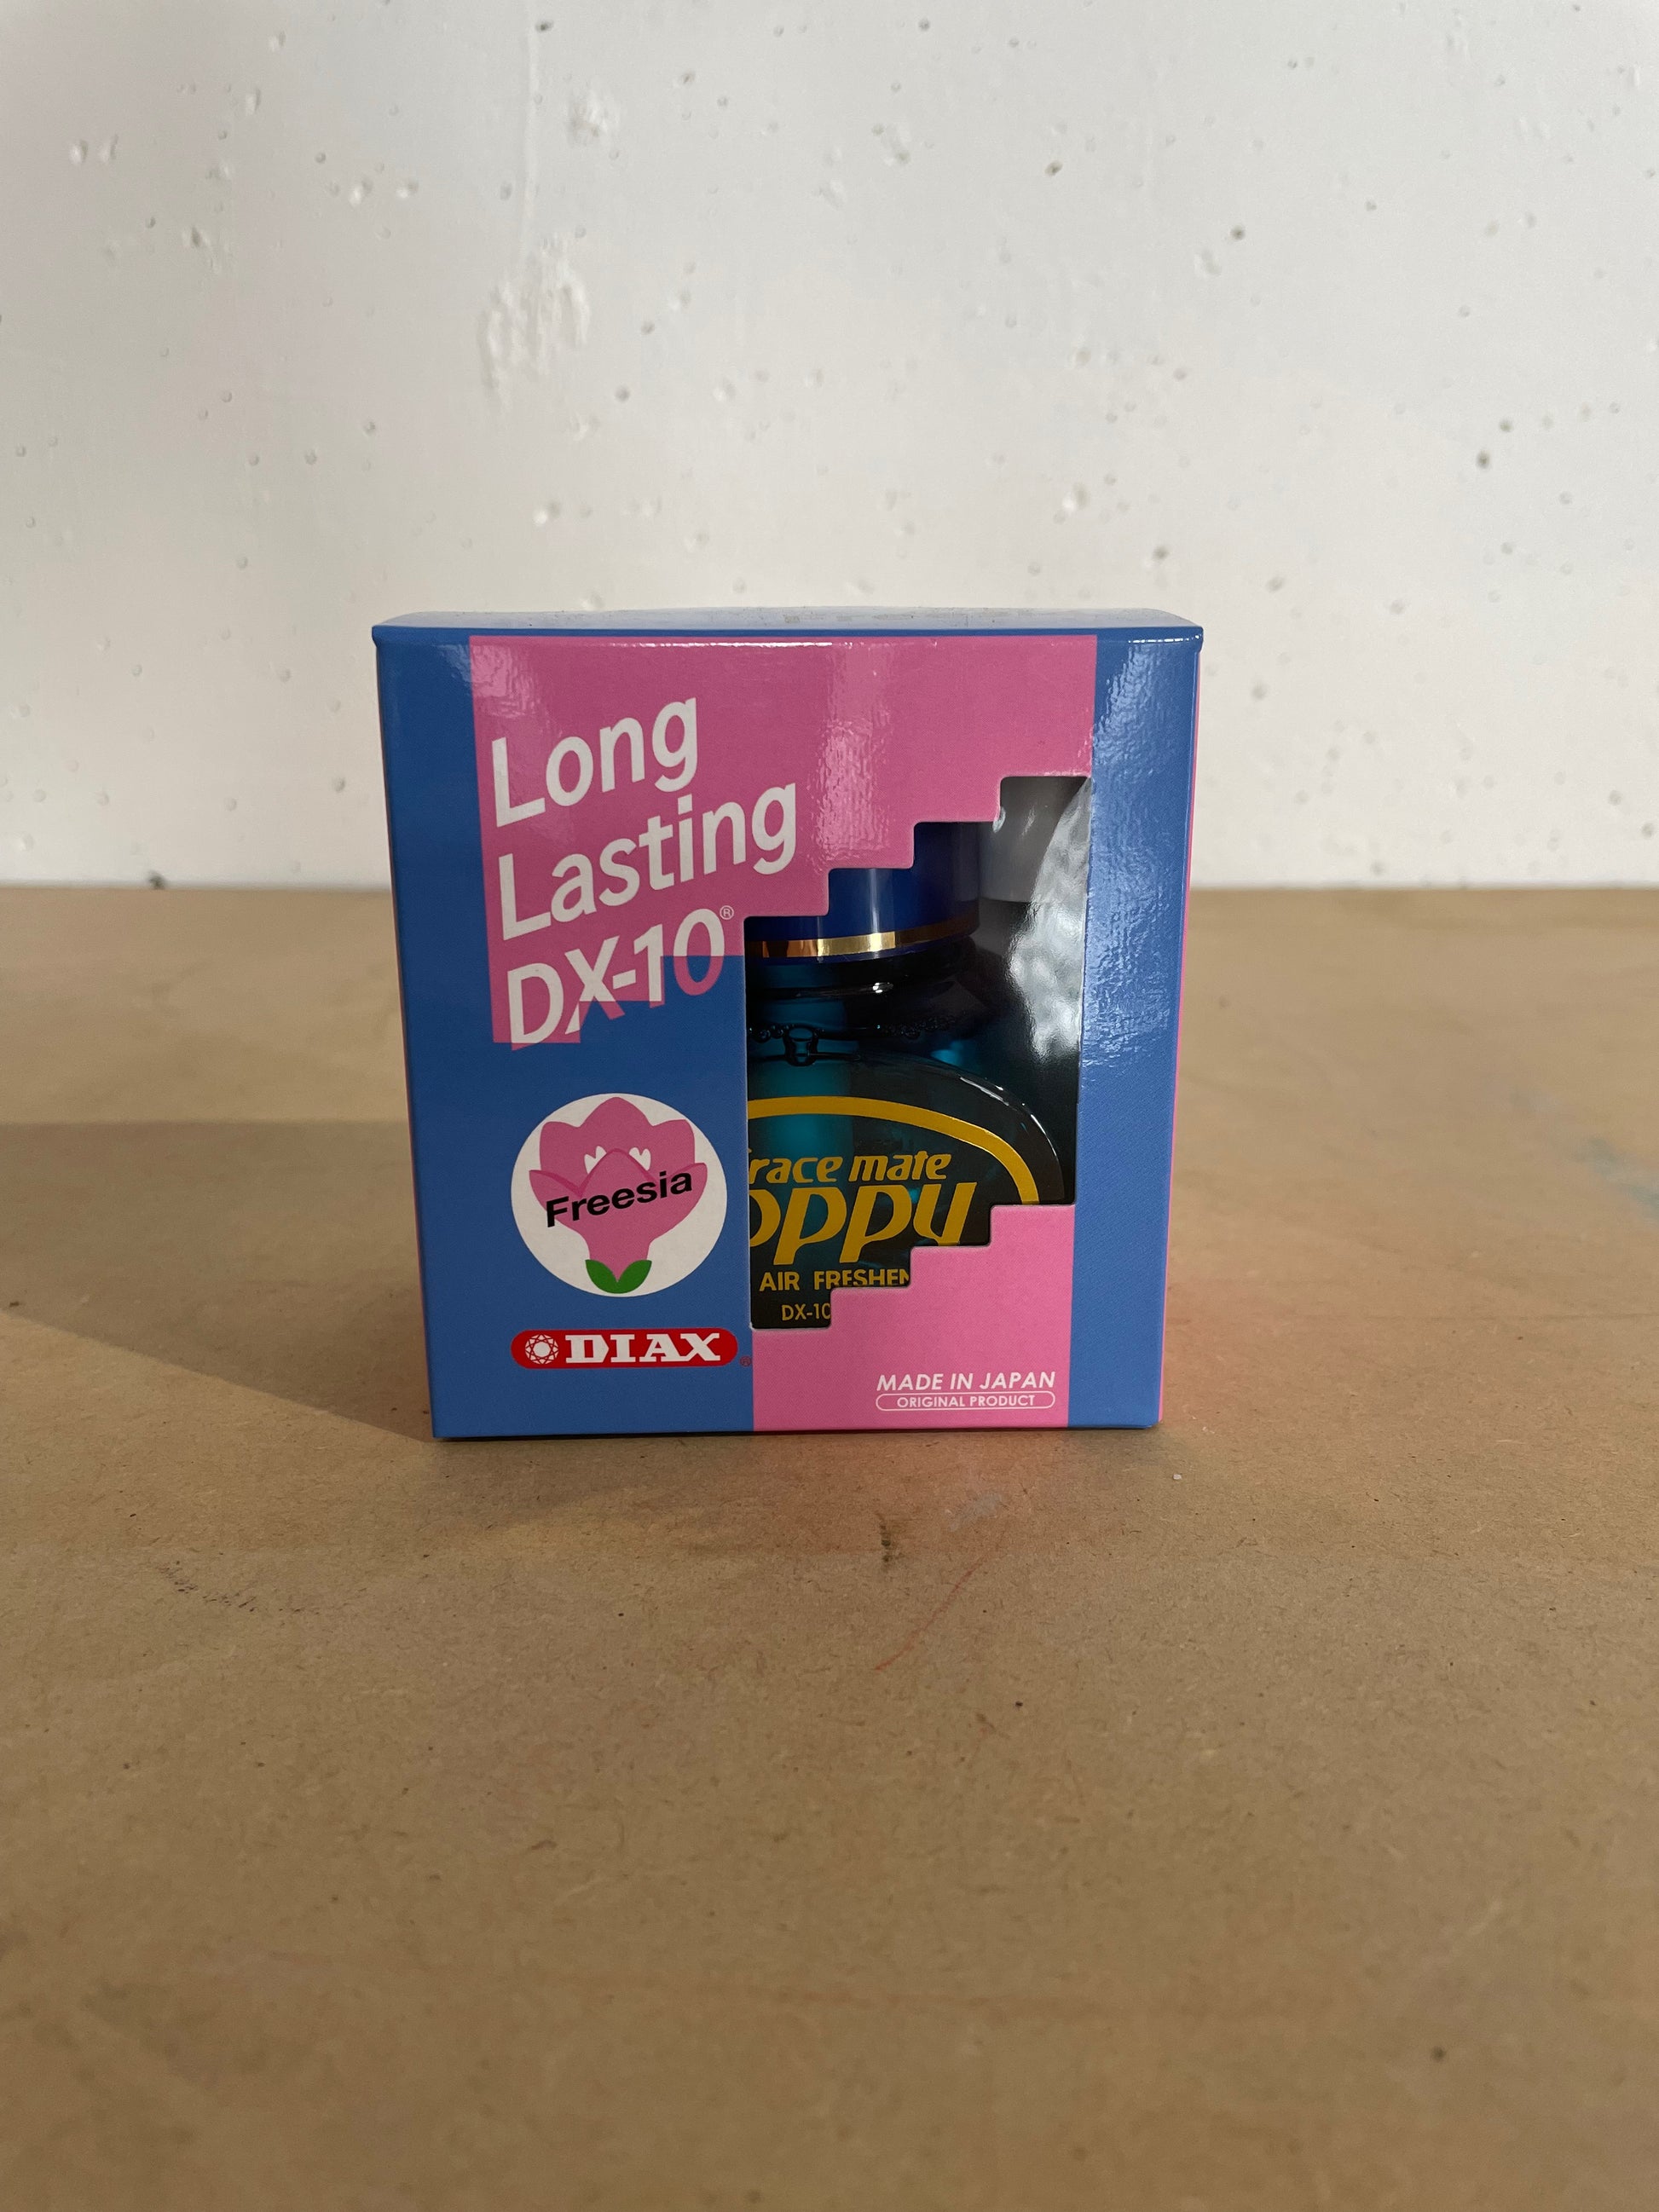 Long
Lasting
DX-10®
Freesia
DIAX®
race mate
oppy
AIR FRESHEN
DX-10
MADE IN JAPAN
ORIGINAL PRODUCT